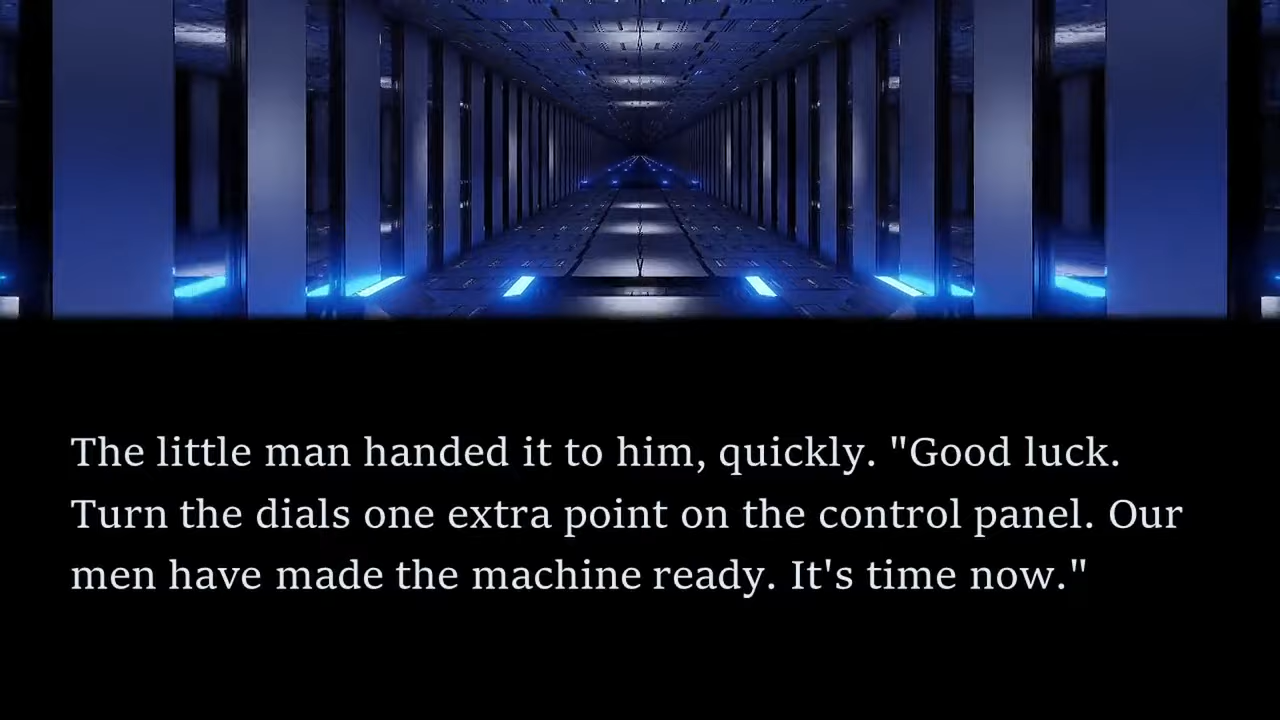 The little man handed it to him, quickly. "Good luck.
Turn the dials one extra point on the control panel. Our
men have made the machine ready. It's time now."